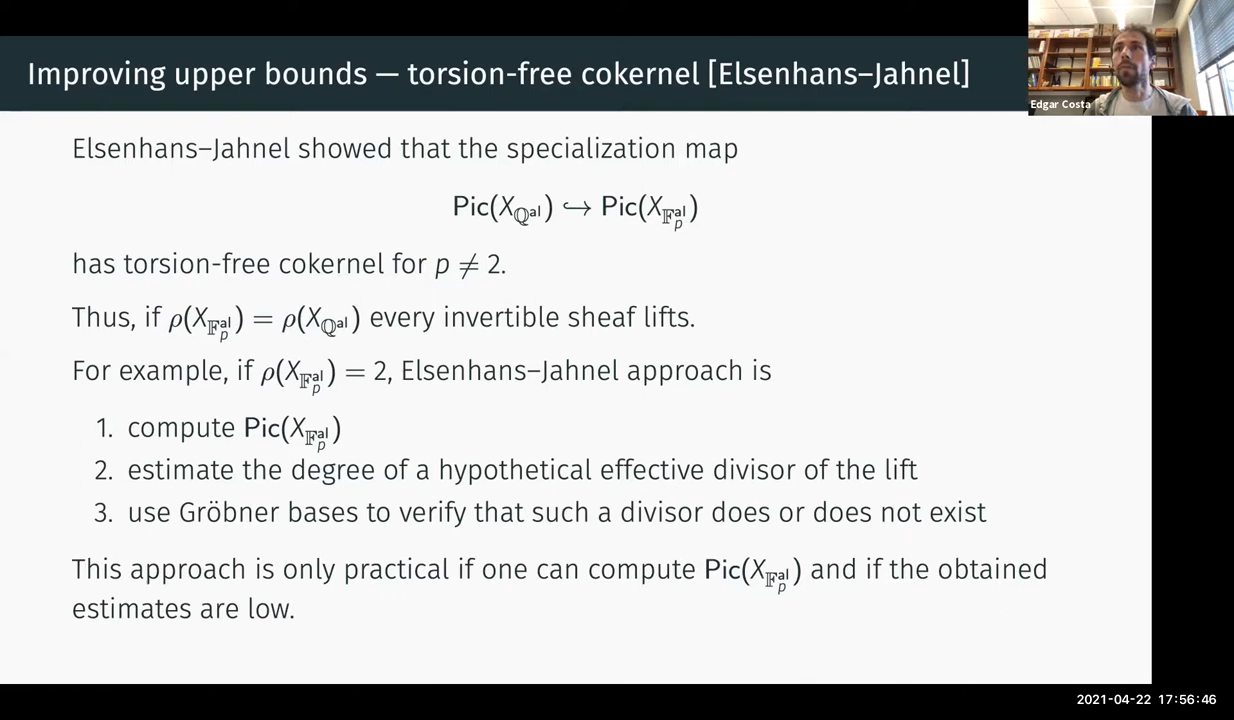 Improving upper bounds — torsion-free cokernel [Elsenhans–Jahnel]
Edgar Costa
Elsenhans–Jahnel showed that the specialization map
Pic(X_{ℚ^{al}}) ↪ Pic(X_{𝔽_p^{al}})
has torsion-free cokernel for p ≠ 2.
Thus, if ρ(X_{𝔽_p^{al}}) = ρ(X_{ℚ^{al}}) every invertible sheaf lifts.
For example, if ρ(X_{𝔽_p^{al}}) = 2, Elsenhans–Jahnel approach is
1. compute Pic(X_{𝔽_p^{al}})
2. estimate the degree of a hypothetical effective divisor of the lift
3. use Gröbner bases to verify that such a divisor does or does not exist
This approach is only practical if one can compute Pic(X_{𝔽_p^{al}}) and if the obtained
estimates are low.
2021-04-22 17:56:46